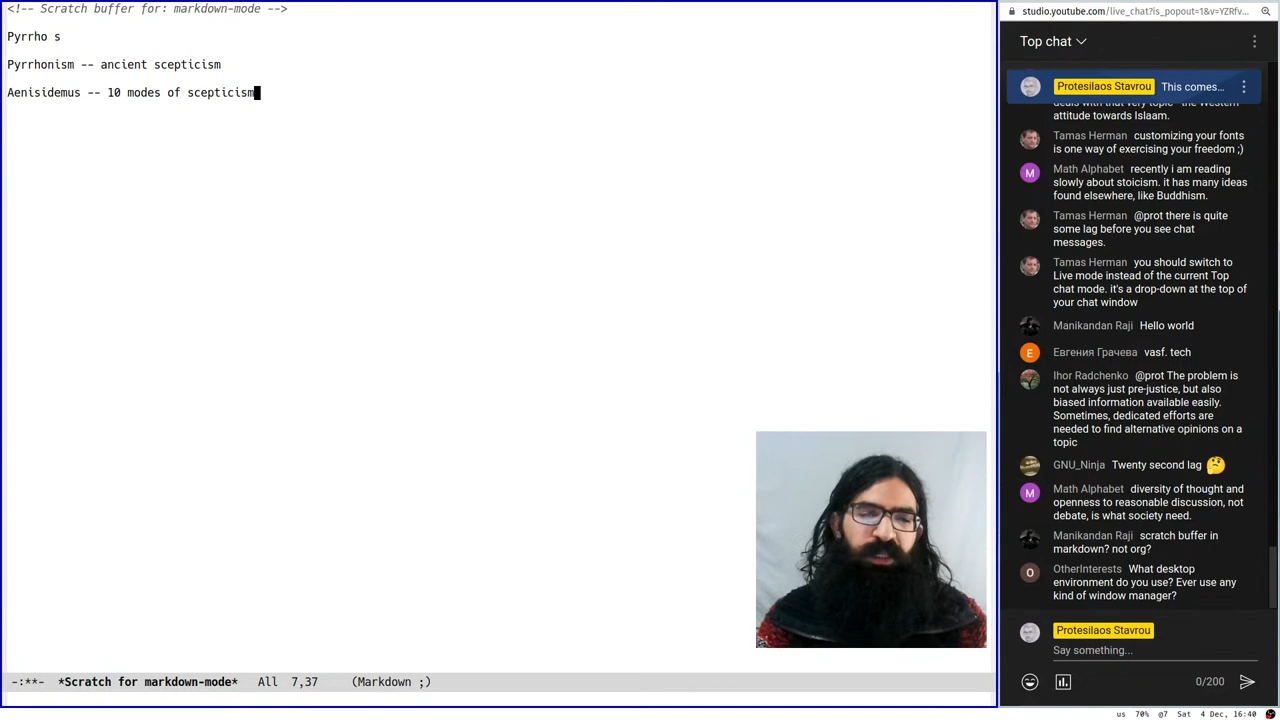 <!-- Scratch buffer for: markdown-mode -->
Pyrrho s
Pyrrhonism -- ancient scepticism
Aenisidemus -- 10 modes of scepticism
-:**-  *Scratch for markdown-mode*   All  7,37   (Markdown ;)
studio.youtube.com/live_chat?is_popout=1&v=YZRfv...
Top chat
Protesilaos Stavrou This comes...
deals with that very topic - the Western
attitude towards Islaam.
Tamas Herman customizing your fonts
is one way of exercising your freedom ;)
Math Alphabet recently i am reading
slowly about stoicism. it has many ideas
found elsewhere, like Buddhism.
Tamas Herman @prot there is quite
some lag before you see chat
messages.
Tamas Herman you should switch to
Live mode instead of the current Top
chat mode. it's a drop-down at the top of
your chat window
Manikandan Raji Hello world
Евгения Грачева vasf. tech
Ihor Radchenko @prot The problem is
not always just pre-justice, but also
biased information available easily.
Sometimes, dedicated efforts are
needed to find alternative opinions on a
topic
GNU_Ninja Twenty second lag 🤔
Math Alphabet diversity of thought and
openness to reasonable discussion, not
debate, is what society need.
Manikandan Raji scratch buffer in
markdown? not org?
OtherInterests What desktop
environment do you use? Ever use any
kind of window manager?
Protesilaos Stavrou
Say something...
0/200
us 70% @7 Sat 4 Dec, 16:40